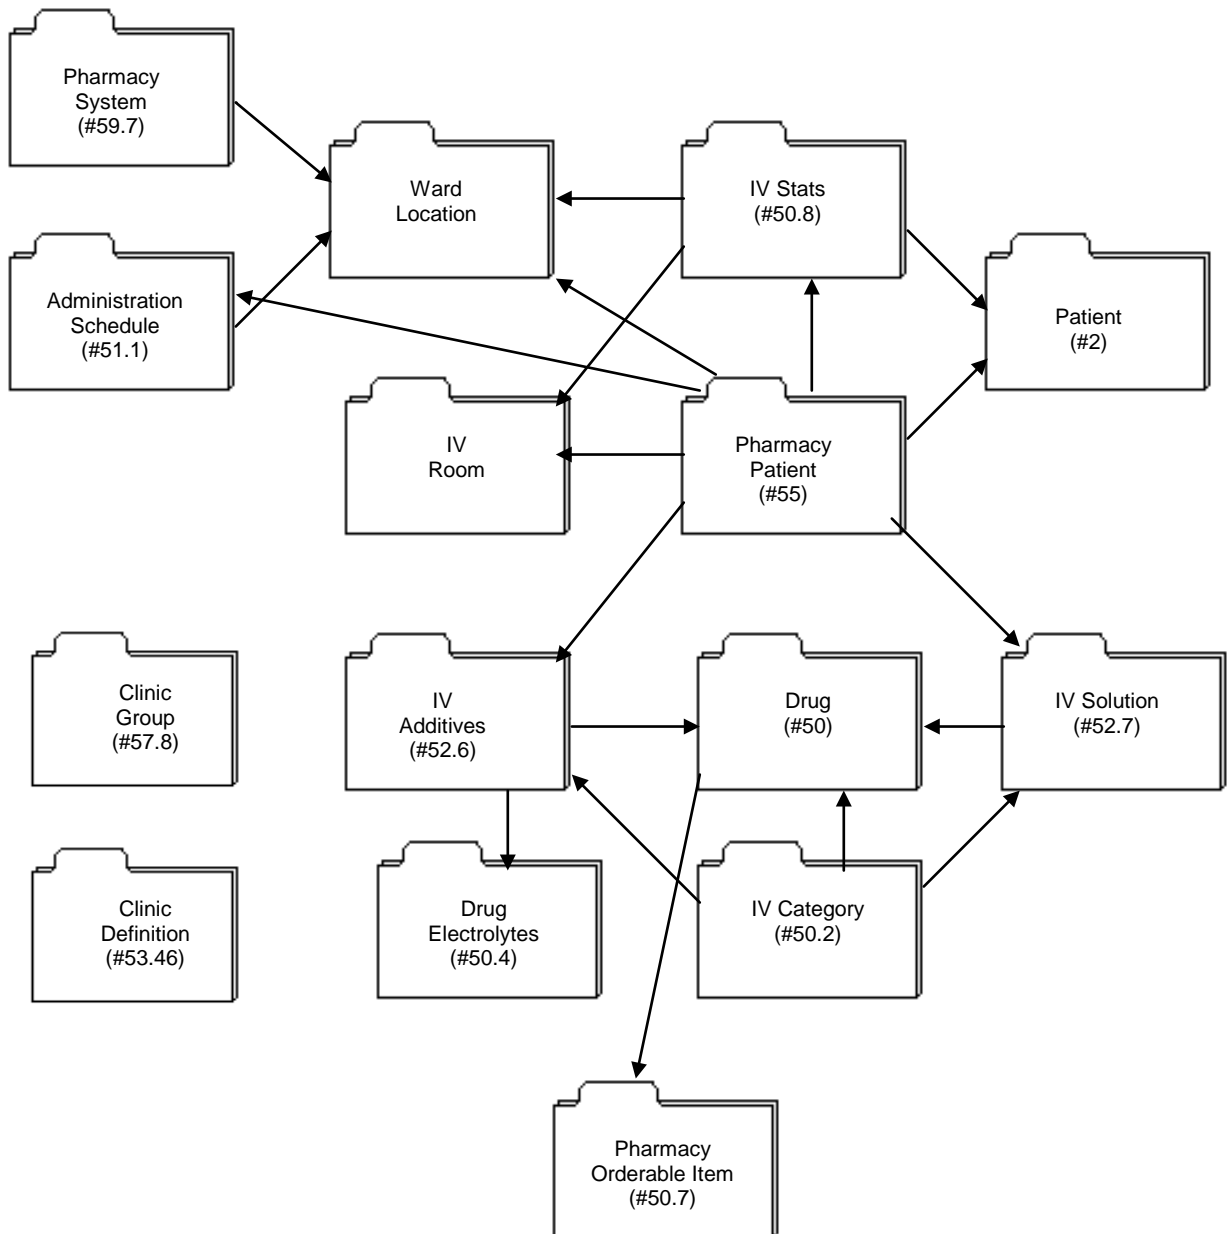 Pharmacy
System
(#59.7)
Ward
Location
IV Stats
(#50.8)
Administration
Schedule
(#51.1)
Patient
(#2)
IV
Room
Pharmacy
Patient
(#55)
Clinic
Group
(#57.8)
IV
Additives
(#52.6)
Drug
(#50)
IV Solution
(#52.7)
Clinic
Definition
(#53.46)
Drug
Electrolytes
(#50.4)
IV Category
(#50.2)
Pharmacy
Orderable Item
(#50.7)